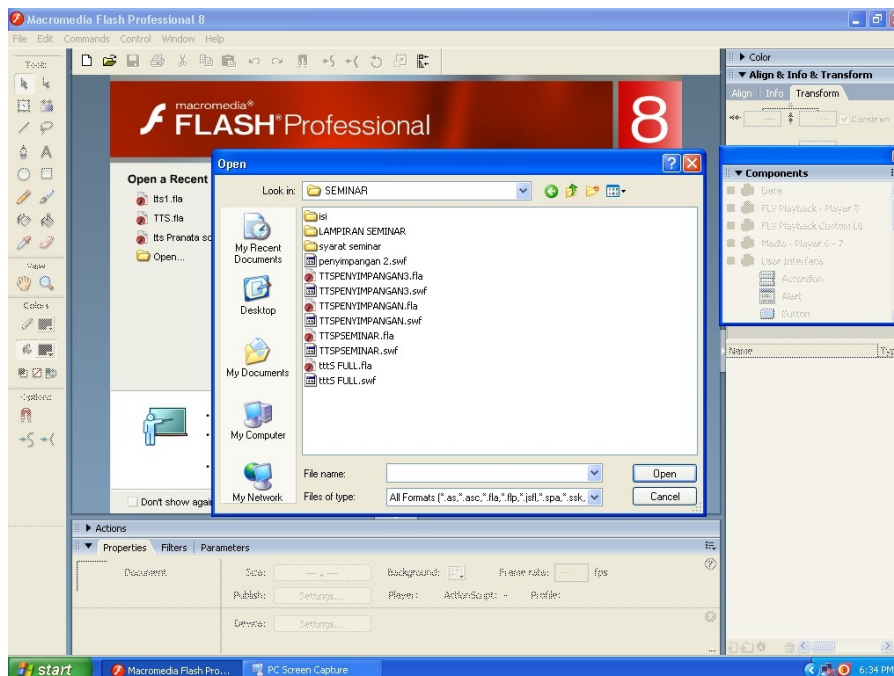 Macromedia Flash Professional 8
File Edit Commands Control Window Help
Tools
View
Colors
Options
macromedia®
FLASH® Professional 8
Open a Recent
tts1.fla
TTS.fla
tts Pranata so
Open...
Don't show agai
Open
Look in: SEMINAR
My Recent Documents
Desktop
My Documents
My Computer
My Network
isi
LAMPIRAN SEMINAR
syarat seminar
penyimpangan 2.swf
TTSPENYIMPANGAN3.fla
TTSPENYIMPANGAN3.swf
TTSPENYIMPANGAN.fla
TTSPENYIMPANGAN.swf
TTSPSEMINAR.fla
TTSPSEMINAR.swf
tttS FULL.fla
tttS FULL.swf
File name: Open
Files of type: All Formats (*.as,*.asc,*.fla,*.flp,*.jsfl,*.spa,*.ssk, Cancel
Color
Align & Info & Transform
Align Info Transform
Constrain
Components
Data
FLV Playback - Player 8
FLV Playback Custom UI
Media - Player 6 - 7
User Interface
Accordion
Alert
Button
Name Typ
Actions
Properties Filters Parameters
Document Size: Background: Frame rate: fps
Publish: Settings... Player: ActionScript: Profile:
Device: Settings...
start Macromedia Flash Pro... PC Screen Capture 6:34 PM